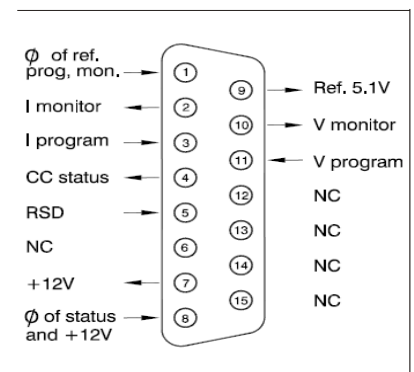 Ø of ref.
prog, mon.
I monitor
I program
CC status
RSD
NC
+12V
Ø of status
and +12V
1
2
3
4
5
6
7
8
9
10
11
12
13
14
15
Ref. 5.1V
V monitor
V program
NC
NC
NC
NC